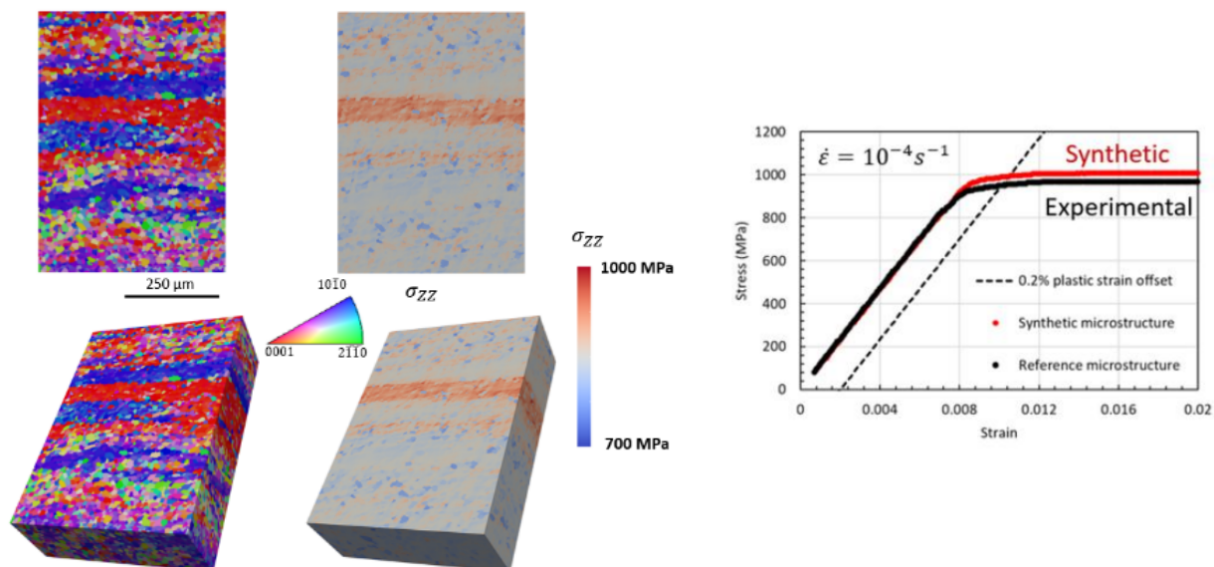 250 μm
σ_ZZ
101̄0
0001
21̄1̄0
σ_ZZ
1000 MPa
700 MPa
ε̇ = 10⁻⁴s⁻¹
Synthetic
Experimental
0.2% plastic strain offset
Synthetic microstructure
Reference microstructure
Stress (MPa)
1200
1000
800
600
400
200
0
0
0.004
0.008
0.012
0.016
0.02
Strain